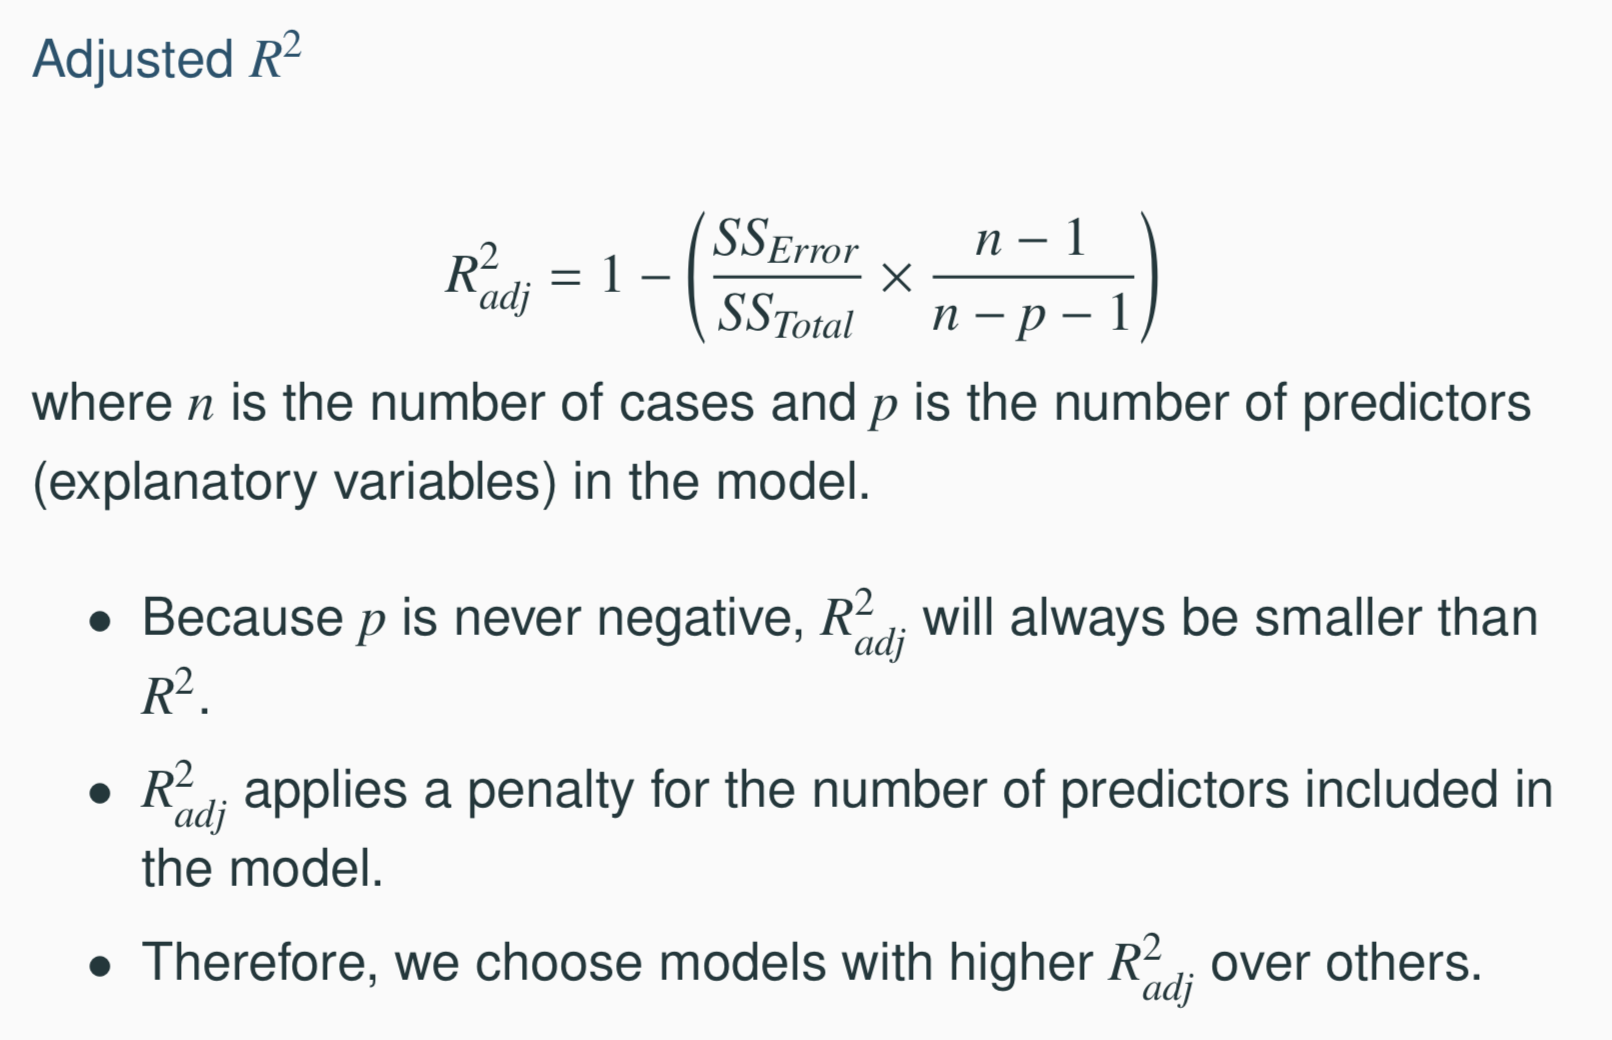 Adjusted R²
R²_adj = 1 − (SS_Error / SS_Total × n − 1 / n − p − 1)
where n is the number of cases and p is the number of predictors
(explanatory variables) in the model.
• Because p is never negative, R²_adj will always be smaller than
R².
• R²_adj applies a penalty for the number of predictors included in
the model.
• Therefore, we choose models with higher R²_adj over others.